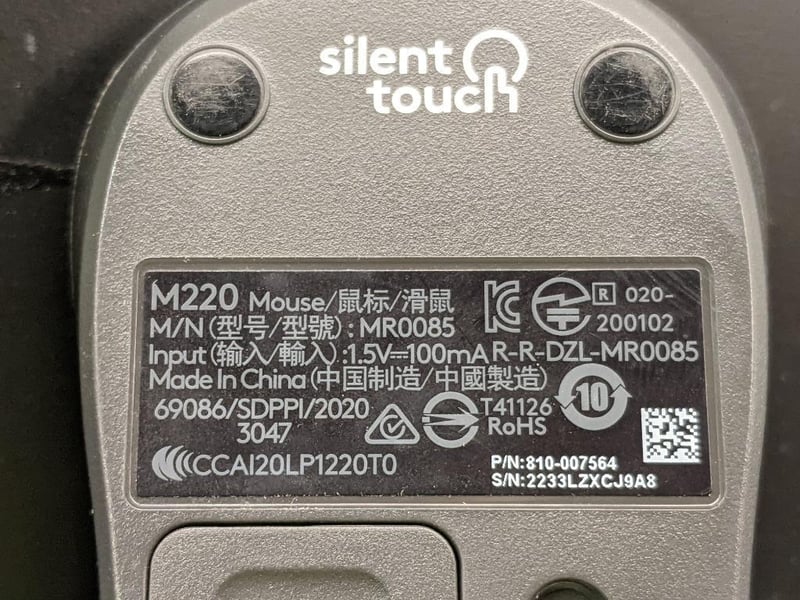 silent
touch
M220 Mouse/鼠标/滑鼠
M/N(型号/型號):MR0085
Input(输入/輸入):1.5V⎓100mA
Made In China(中国制造/中國製造)
69086/SDPPI/2020
3047
CCAI20LP1220T0
R 020-
200102
R-R-DZL-MR0085
T41126
RoHS
10
P/N:810-007564
S/N:2233LZXCJ9A8